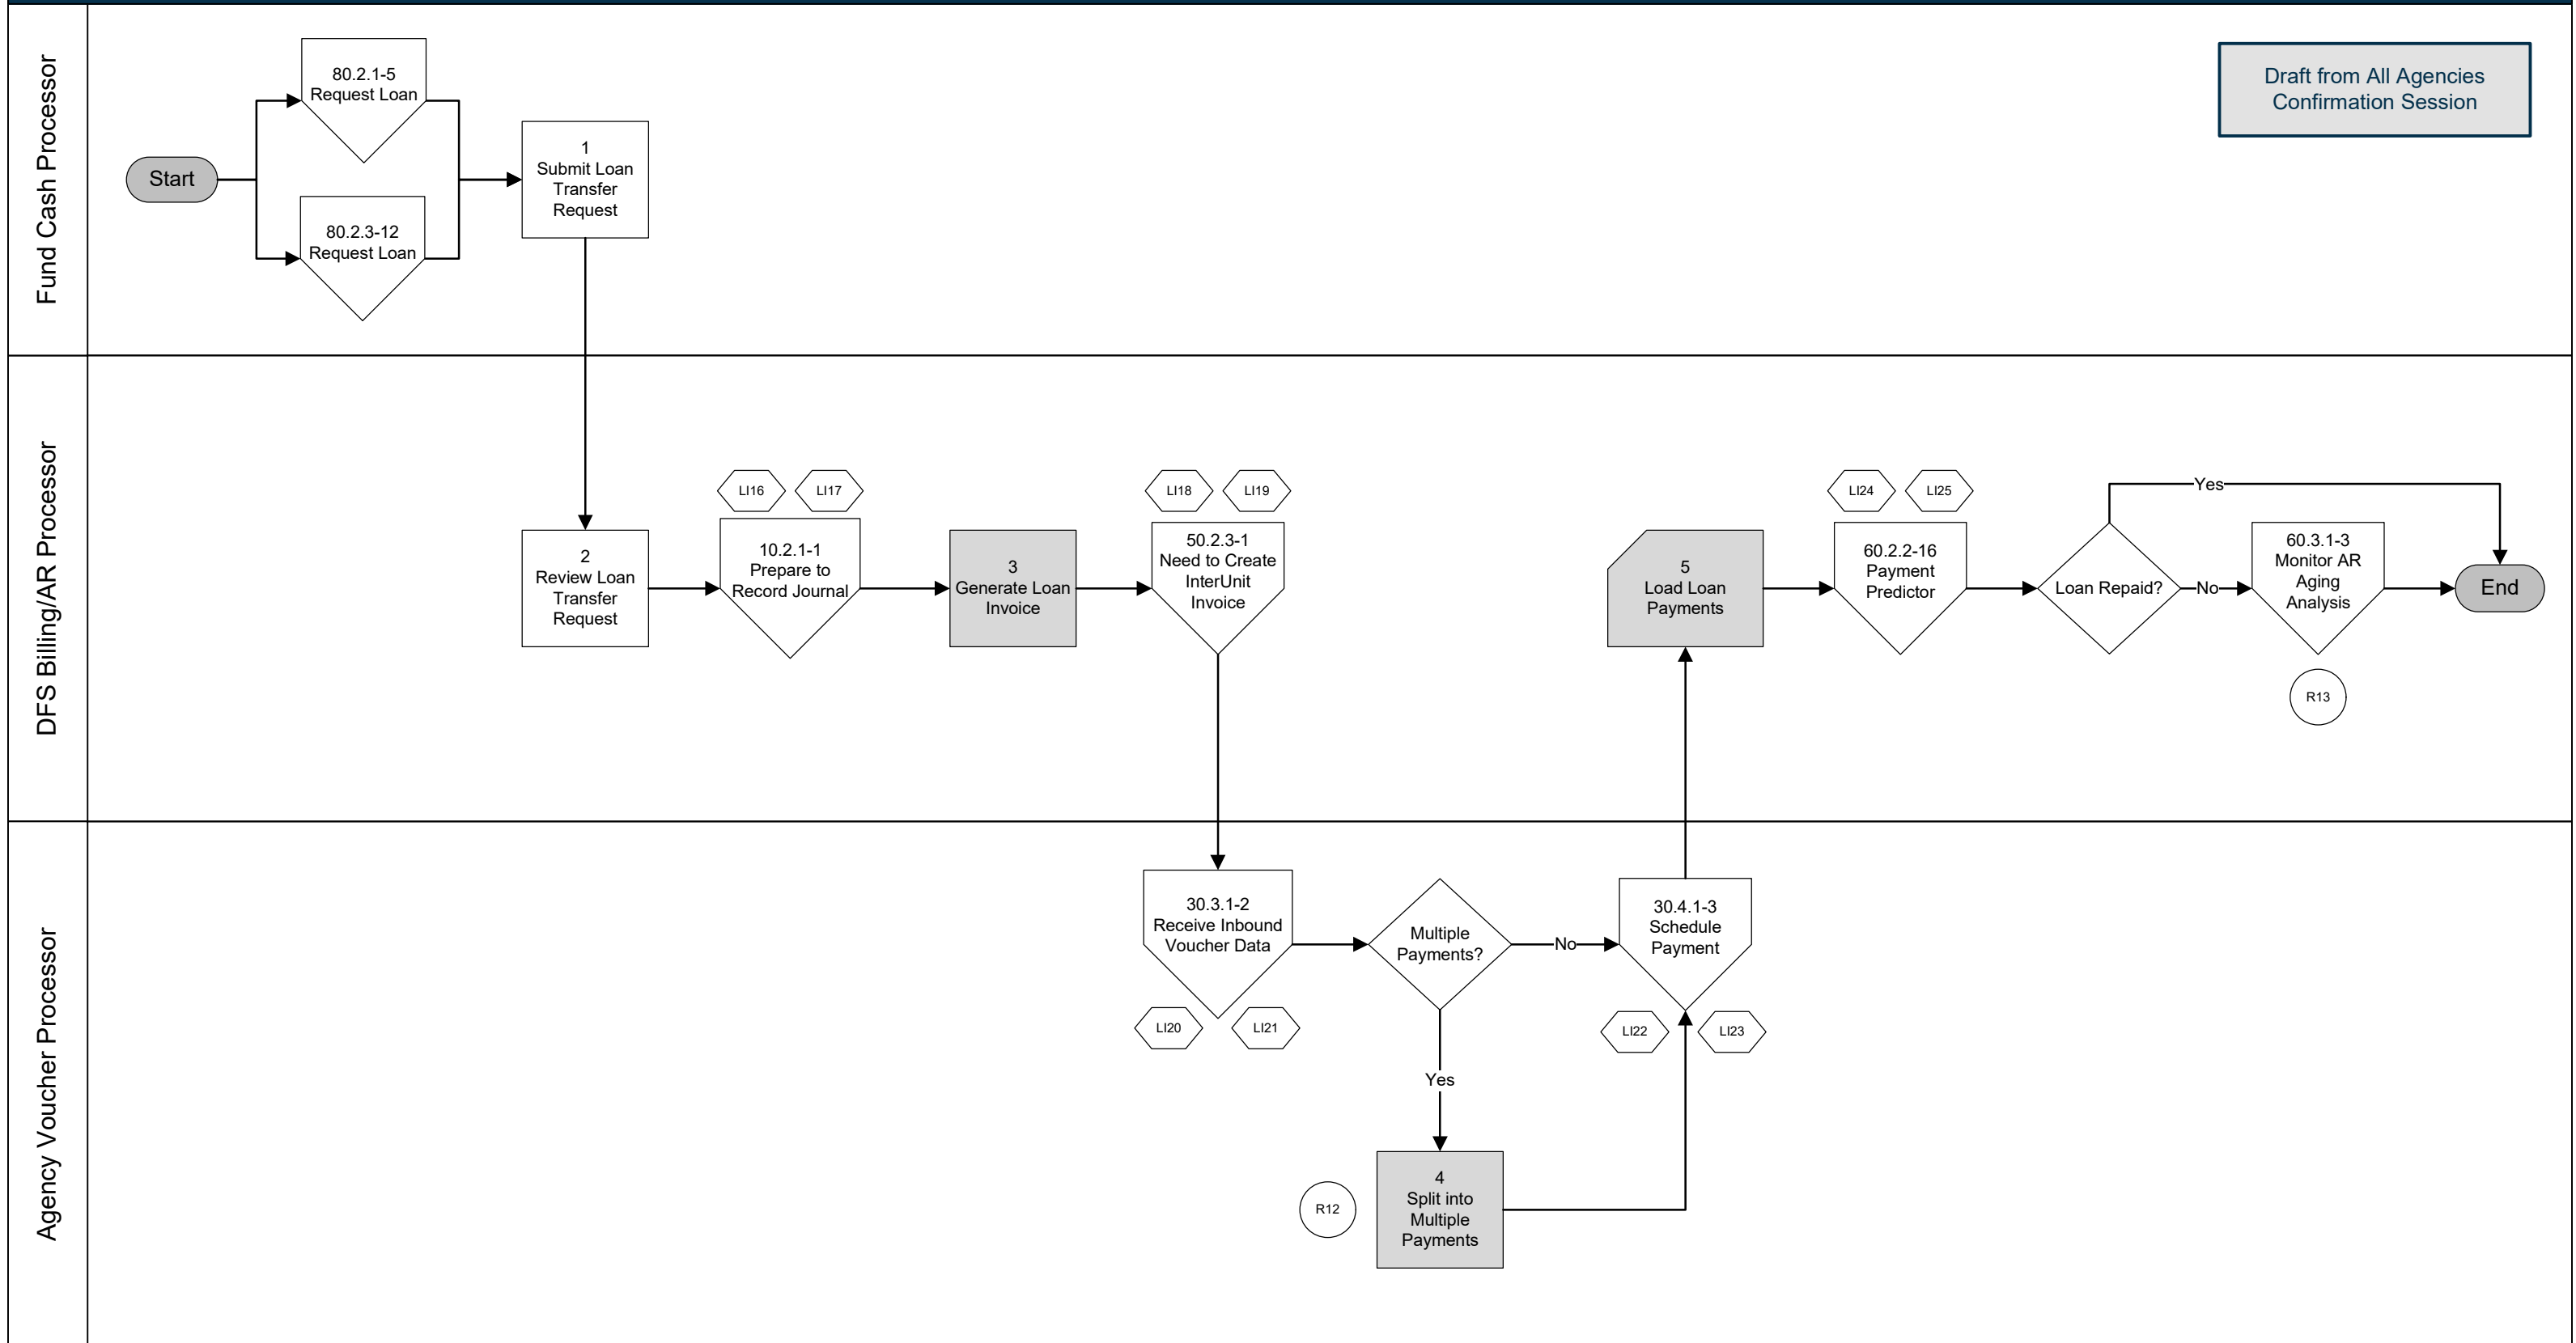 Fund Cash Processor
Start
80.2.1-5
Request Loan
80.2.3-12
Request Loan
1
Submit Loan
Transfer
Request
Draft from All Agencies
Confirmation Session
DFS Billing/AR Processor
2
Review Loan
Transfer
Request
LI16
LI17
10.2.1-1
Prepare to
Record Journal
3
Generate Loan
Invoice
LI18
LI19
50.2.3-1
Need to Create
InterUnit
Invoice
5
Load Loan
Payments
LI24
LI25
60.2.2-16
Payment
Predictor
Loan Repaid?
Yes
No
60.3.1-3
Monitor AR
Aging
Analysis
R13
End
Agency Voucher Processor
30.3.1-2
Receive Inbound
Voucher Data
LI20
LI21
Multiple
Payments?
No
Yes
30.4.1-3
Schedule
Payment
LI22
LI23
R12
4
Split into
Multiple
Payments